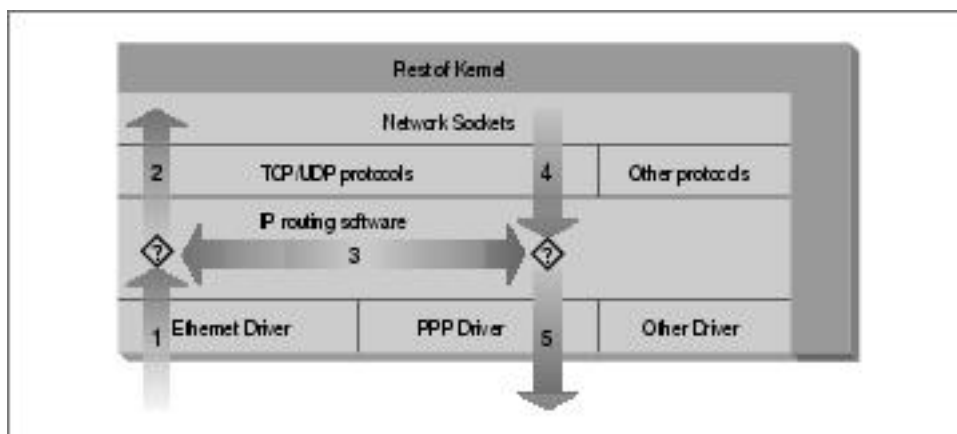 Rest of Kernel
Network Sockets
2 TCP/UDP protocols 4 Other protocols
IP routing software
? 3 ?
1 Ethernet Driver PPP Driver 5 Other Driver